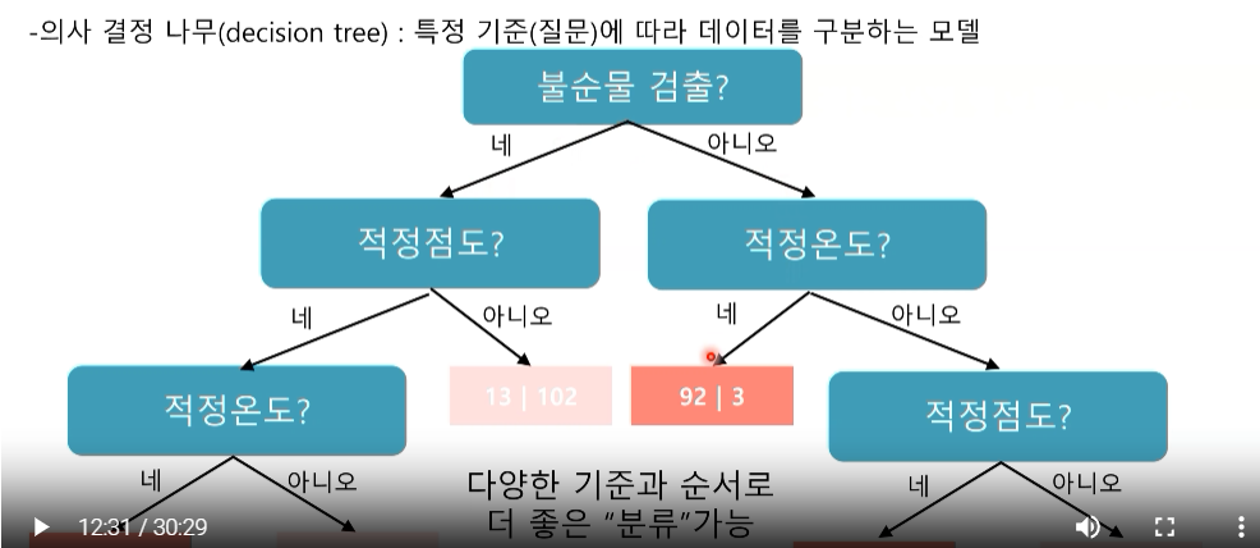 -의사 결정 나무(decision tree) : 특정 기준(질문)에 따라 데이터를 구분하는 모델
불순물 검출?
네
아니오
적정점도?
적정온도?
네
아니오
네
아니오
적정온도?
13 | 102
92 | 3
적정점도?
네
아니오
다양한 기준과 순서로
더 좋은 “분류”가능
네
아니오
12:31 / 30:29